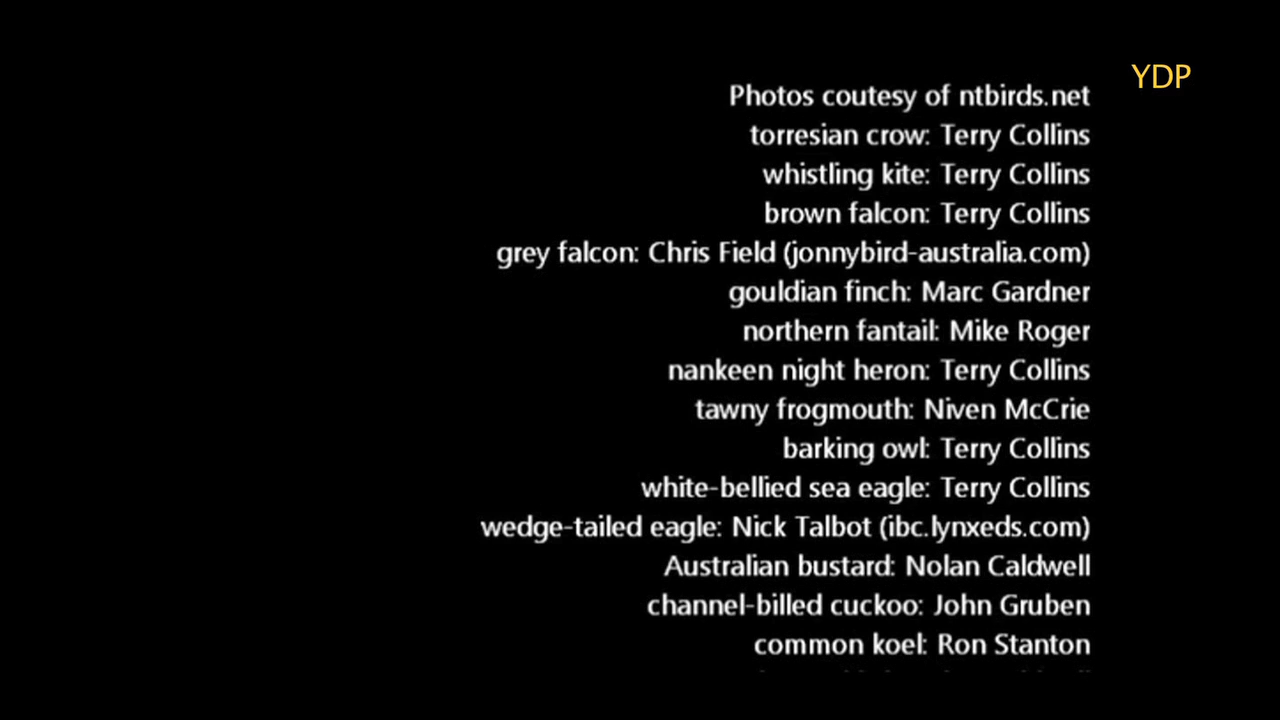 YDP
Photos coutesy of ntbirds.net
torresian crow: Terry Collins
whistling kite: Terry Collins
brown falcon: Terry Collins
grey falcon: Chris Field (jonnybird-australia.com)
gouldian finch: Marc Gardner
northern fantail: Mike Roger
nankeen night heron: Terry Collins
tawny frogmouth: Niven McCrie
barking owl: Terry Collins
white-bellied sea eagle: Terry Collins
wedge-tailed eagle: Nick Talbot (ibc.lynxeds.com)
Australian bustard: Nolan Caldwell
channel-billed cuckoo: John Gruben
common koel: Ron Stanton